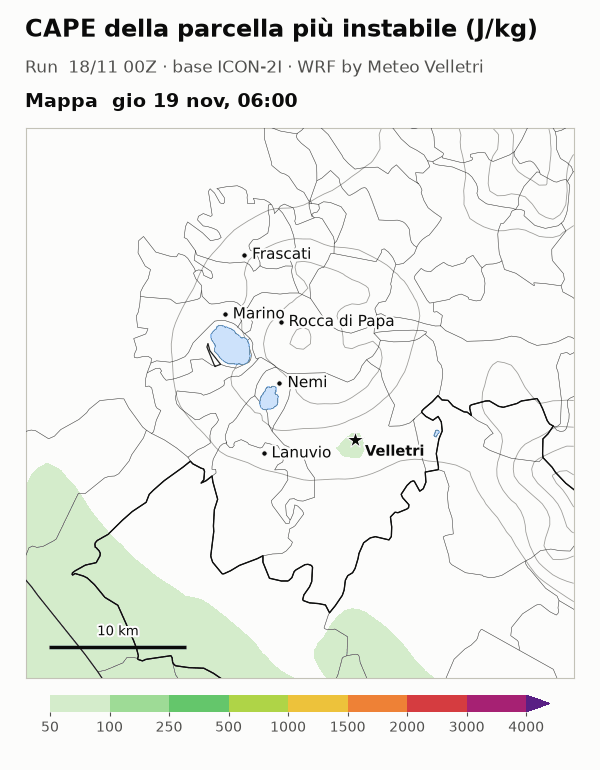 CAPE della parcella più instabile (J/kg)
Run 18/11 00Z · base ICON-2I · WRF by Meteo Velletri
Mappa gio 19 nov, 06:00
Frascati
Marino
Rocca di Papa
Nemi
Velletri
Lanuvio
10 km
50 100 250 500 1000 1500 2000 3000 4000